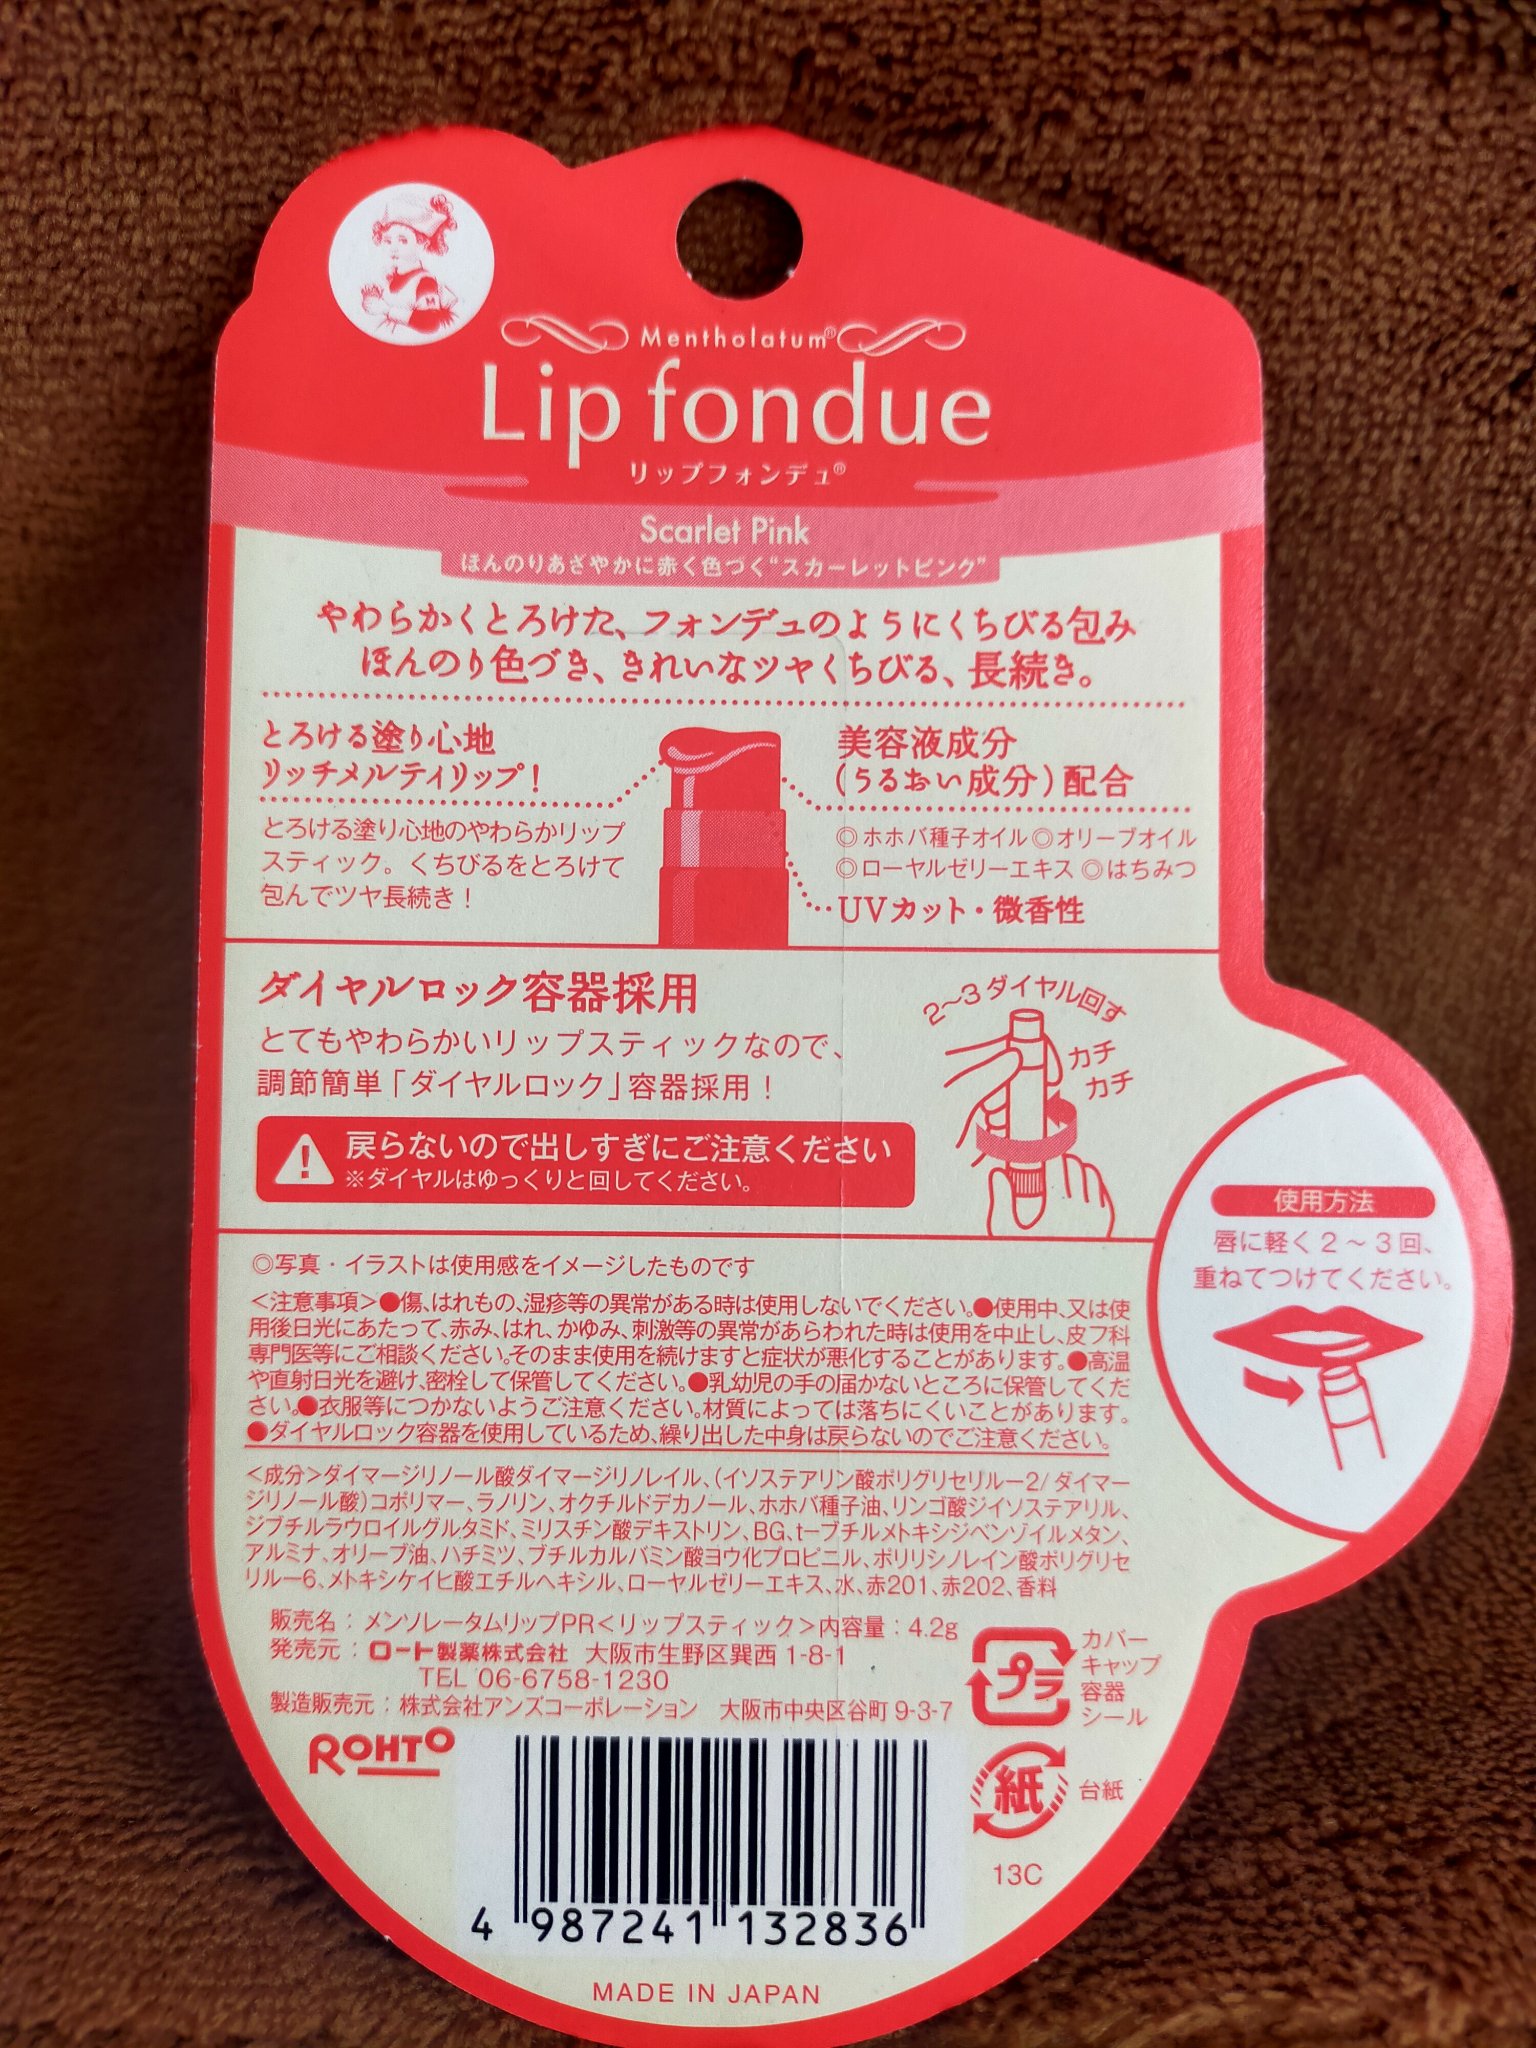 Mentholatum®
Lip fondue
リップフォンデュ®
Scarlet Pink
ほんのりあざやかに赤く色づく“スカーレットピンク”
やわらかくとろけた、フォンデュのようにくちびる包み
ほんのり色づき、きれいなツヤくちびる、長続き。
とろける塗り心地
リッチメルティリップ!
とろける塗り心地のやわらかリップ
スティック。くちびるをとろけて
包んでツヤ長続き!
美容液成分
(うるおい成分)配合
◎ホホバ種子オイル◎オリーブオイル
◎ローヤルゼリーエキス◎はちみつ
UVカット・微香性
ダイヤルロック容器採用
とてもやわらかいリップスティックなので、
調節簡単「ダイヤルロック」容器採用!
戻らないので出しすぎにご注意ください
※ダイヤルはゆっくりと回してください。
2〜3ダイヤル回す
カチ
カチ
使用方法
唇に軽く2〜3回、
重ねてつけてください。
◎写真・イラストは使用感をイメージしたものです
<注意事項>●傷、はれもの、湿疹等の異常がある時は使用しないでください。●使用中、又は使
用後日光にあたって、赤み、はれ、かゆみ、刺激等の異常があらわれた時は使用を中止し、皮フ科
専門医等にご相談ください。そのまま使用を続けますと症状が悪化することがあります。●高温
や直射日光を避け、密栓して保管してください。●乳幼児の手の届かないところに保管してくだ
さい。●衣服等につかないようご注意ください。材質によっては落ちにくいことがあります。
●ダイヤルロック容器を使用しているため、繰り出した中身は戻らないのでご注意ください。
<成分>ダイマージリノール酸ダイマージリノレイル、(イソステアリン酸ポリグリセリルー2/ダイマー
ジリノール酸)コポリマー、ラノリン、オクチルドデカノール、ホホバ種子油、リンゴ酸ジイソステアリル、
ジブチルラウロイルグルタミド、ミリスチン酸デキストリン、BG、t−ブチルメトキシジベンゾイルメタン、
アルミナ、オリーブ油、ハチミツ、ブチルカルバミン酸ヨウ化プロピニル、ポリリシノレイン酸ポリグリセ
リルー6、メトキシケイヒ酸エチルヘキシル、ローヤルゼリーエキス、水、赤201、赤202、香料
販売名：メンソレータムリップPR<リップスティック>内容量：4.2g
発売元：ロート製薬株式会社 大阪市生野区巽西1-8-1
TEL 06-6758-1230
製造販売元：株式会社アンズコーポレーション 大阪市中央区谷町9-3-7
プラ
カバー
キャップ
容器
シール
ROHTO
紙
台紙
13C
4 987241 132836
MADE IN JAPAN